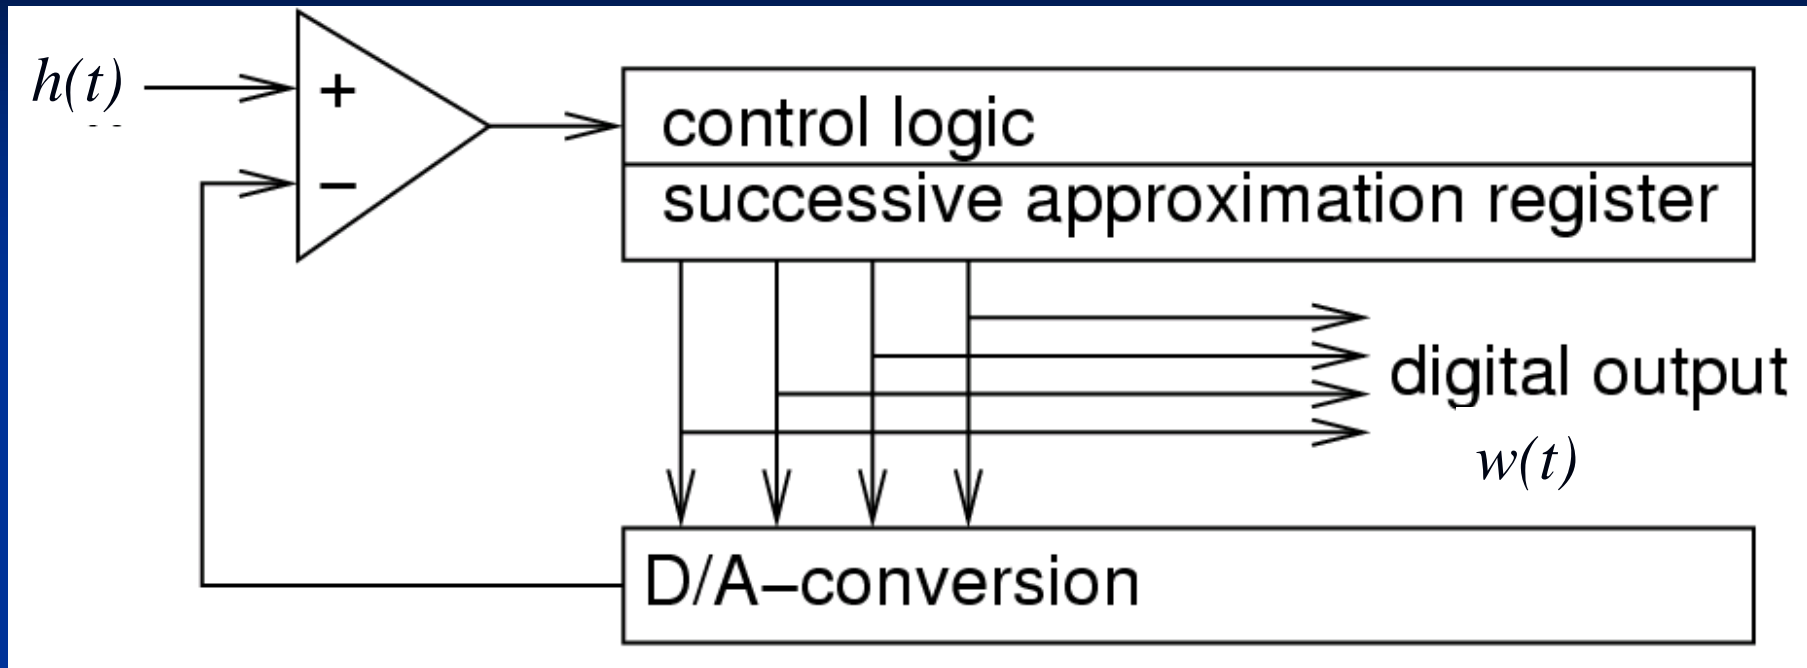 h(t)
+
−
control logic
successive approximation register
digital output
w(t)
D/A−conversion